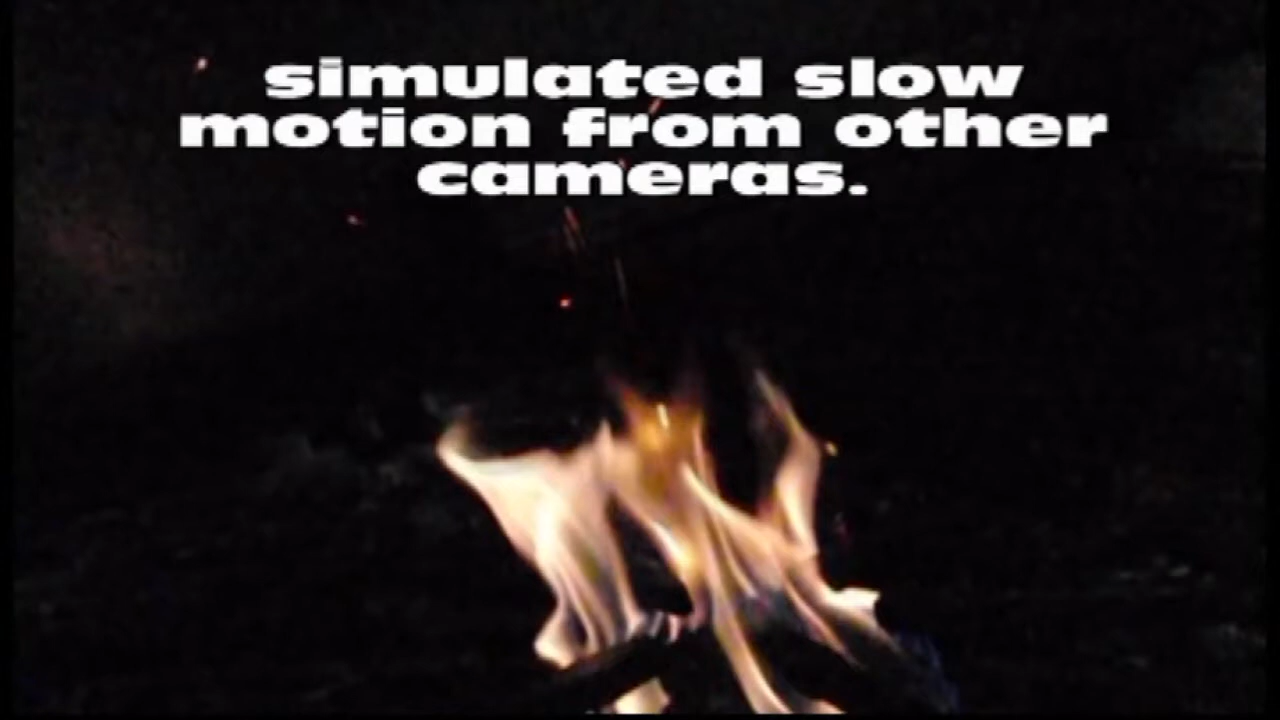 simulated slow
motion from other
cameras.